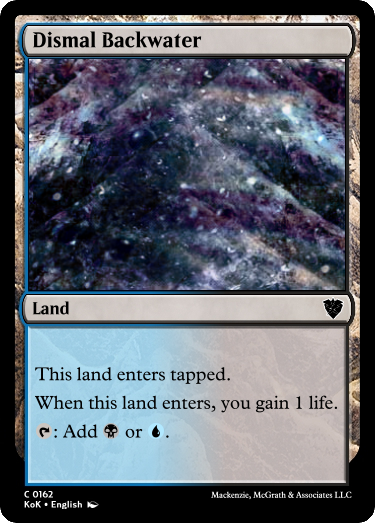 Dismal Backwater
Land
This land enters tapped.
When this land enters, you gain 1 life.
: Add or .
C 0162
KoK • English
Mackenzie, McGrath & Associates LLC